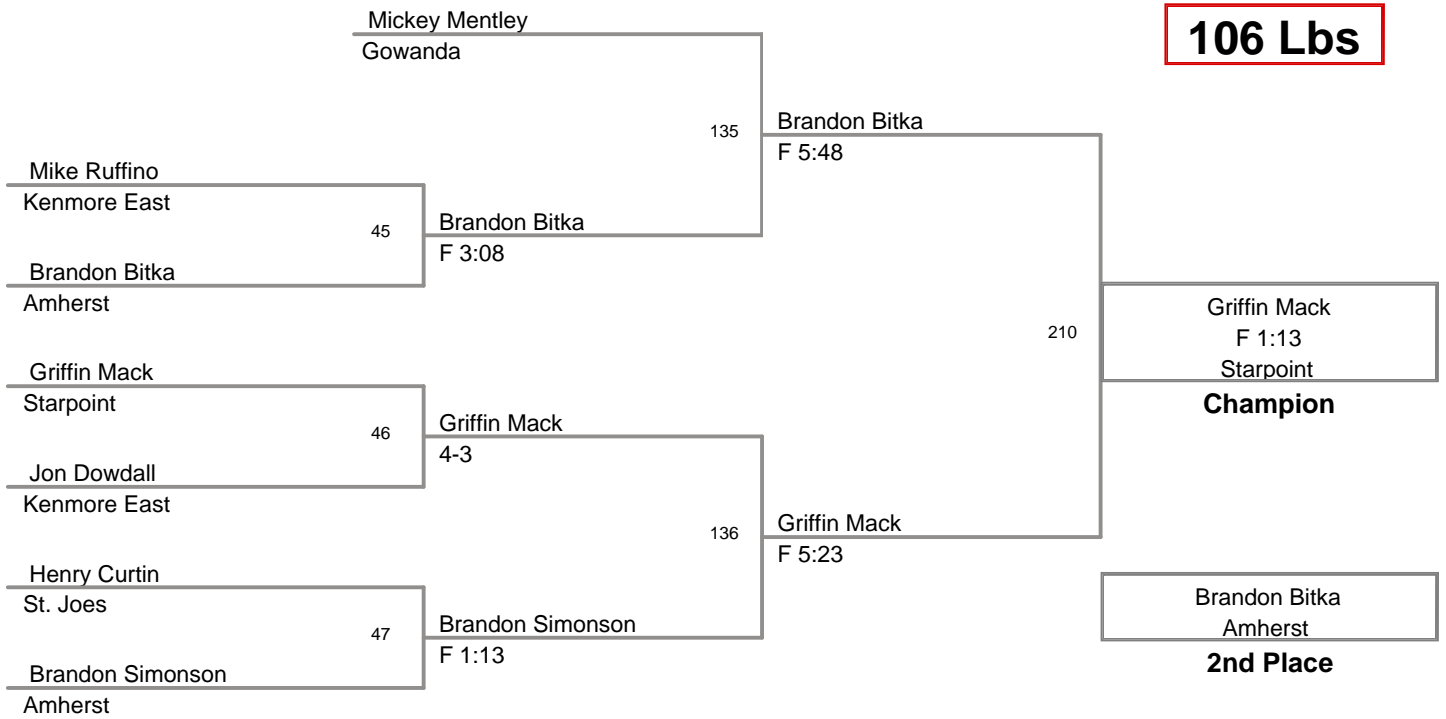 Mickey Mentley
Gowanda
106 Lbs
135
Brandon Bitka
F 5:48
Mike Ruffino
Kenmore East
45
Brandon Bitka
F 3:08
Brandon Bitka
Amherst
Griffin Mack
F 1:13
Starpoint
Champion
210
Griffin Mack
Starpoint
46
Griffin Mack
4-3
Jon Dowdall
Kenmore East
136
Griffin Mack
F 5:23
Henry Curtin
St. Joes
47
Brandon Simonson
F 1:13
Brandon Simonson
Amherst
Brandon Bitka
Amherst
2nd Place